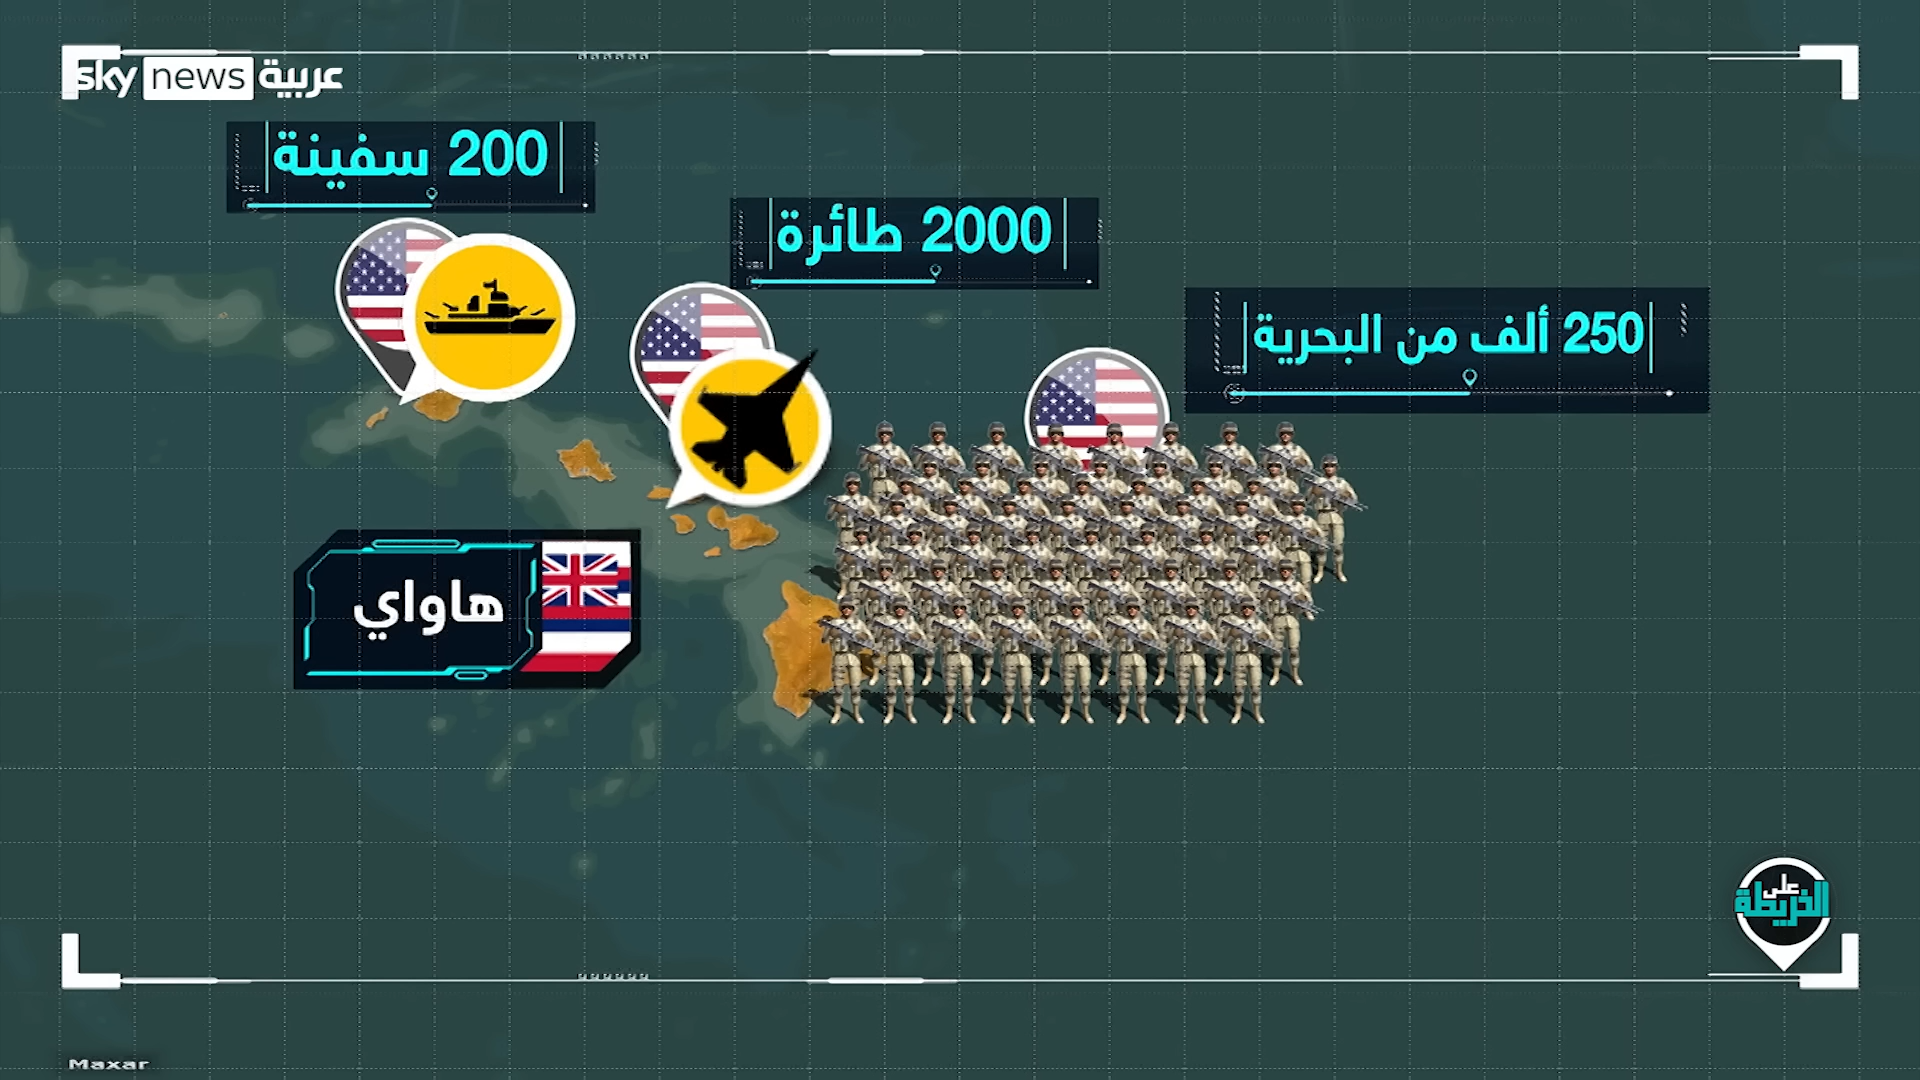 sky news عربية
200 سفينة
2000 طائرة
250 ألف من البحرية
هاواي
على
الخريطة
Maxar